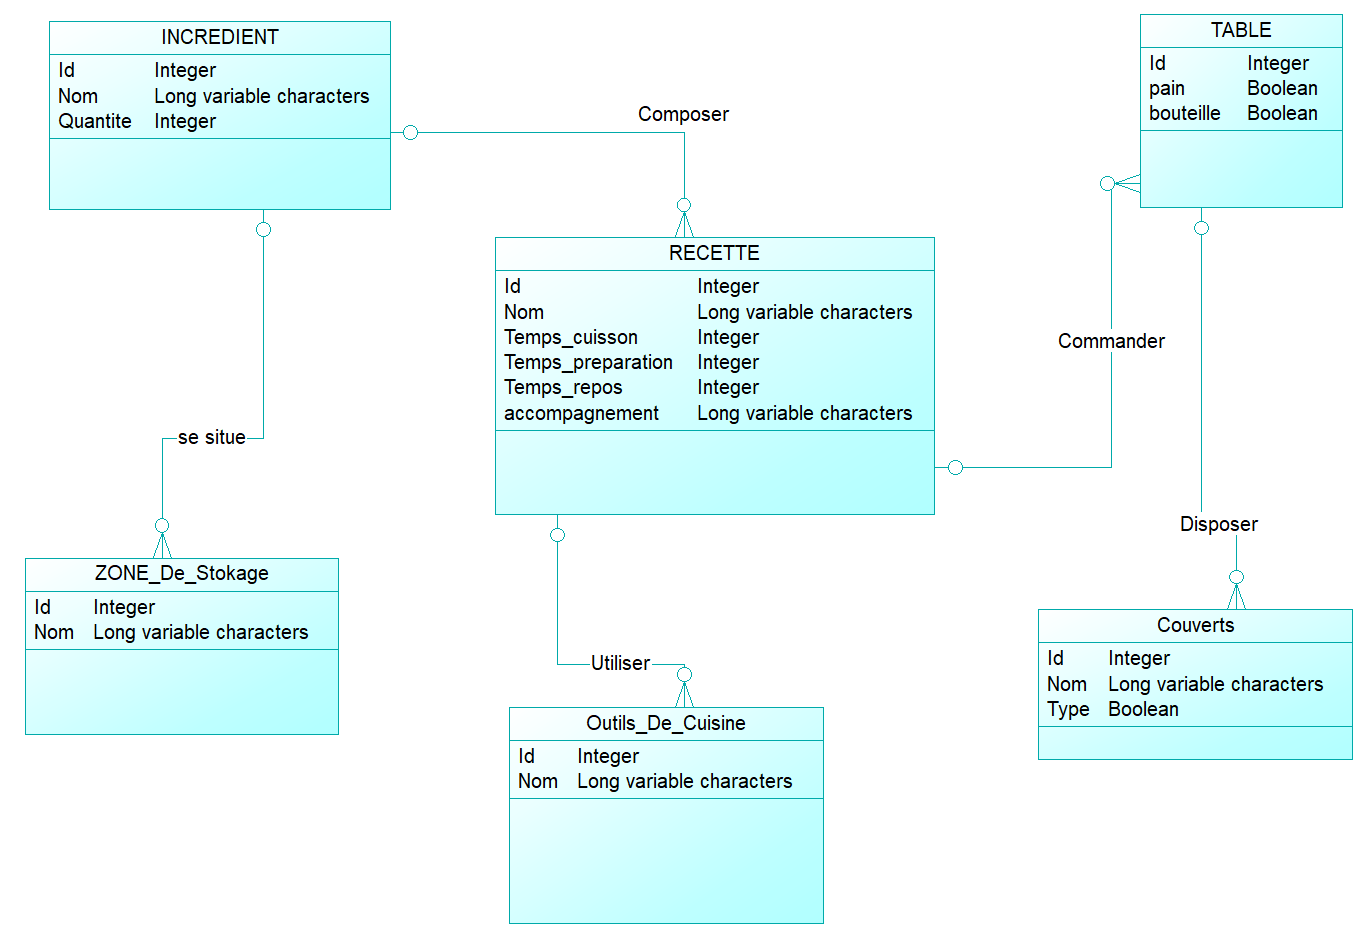 INCREDIENT
Id Integer
Nom Long variable characters
Quantite Integer
TABLE
Id Integer
pain Boolean
bouteille Boolean
Composer
RECETTE
Id Integer
Nom Long variable characters
Temps_cuisson Integer
Temps_preparation Integer
Temps_repos Integer
accompagnement Long variable characters
Commander
se situe
Disposer
ZONE_De_Stokage
Id Integer
Nom Long variable characters
Couverts
Id Integer
Nom Long variable characters
Type Boolean
Utiliser
Outils_De_Cuisine
Id Integer
Nom Long variable characters